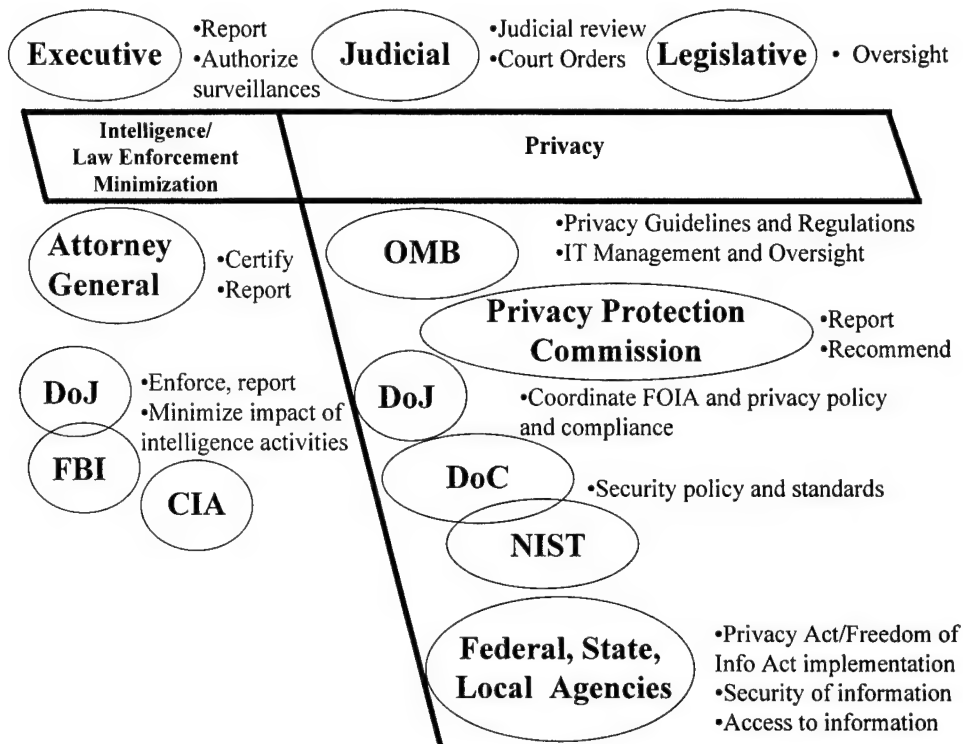 Executive
•Report
•Authorize
surveillances
Judicial
•Judicial review
•Court Orders
Legislative
• Oversight
Intelligence/
Law Enforcement
Minimization
Privacy
Attorney
General
•Certify
•Report
OMB
•Privacy Guidelines and Regulations
•IT Management and Oversight
Privacy Protection
Commission
•Report
•Recommend
DoJ
•Enforce, report
•Minimize impact of
intelligence activities
FBI
CIA
DoJ
•Coordinate FOIA and privacy policy
and compliance
DoC
•Security policy and standards
NIST
Federal, State,
Local Agencies
•Privacy Act/Freedom of
Info Act implementation
•Security of information
•Access to information